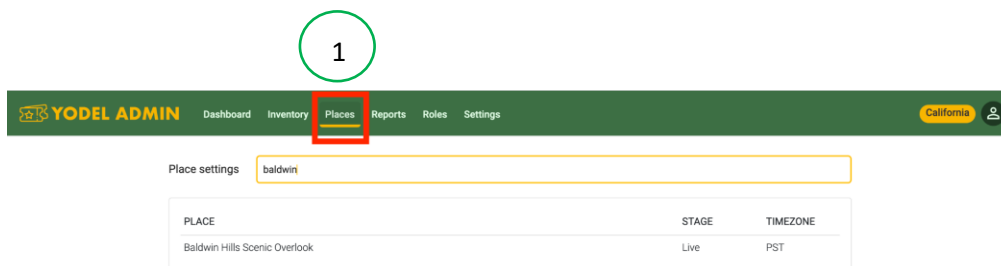 1
YODEL ADMIN Dashboard Inventory Places Reports Roles Settings California
Place settings baldwin
PLACE STAGE TIMEZONE
Baldwin Hills Scenic Overlook Live PST